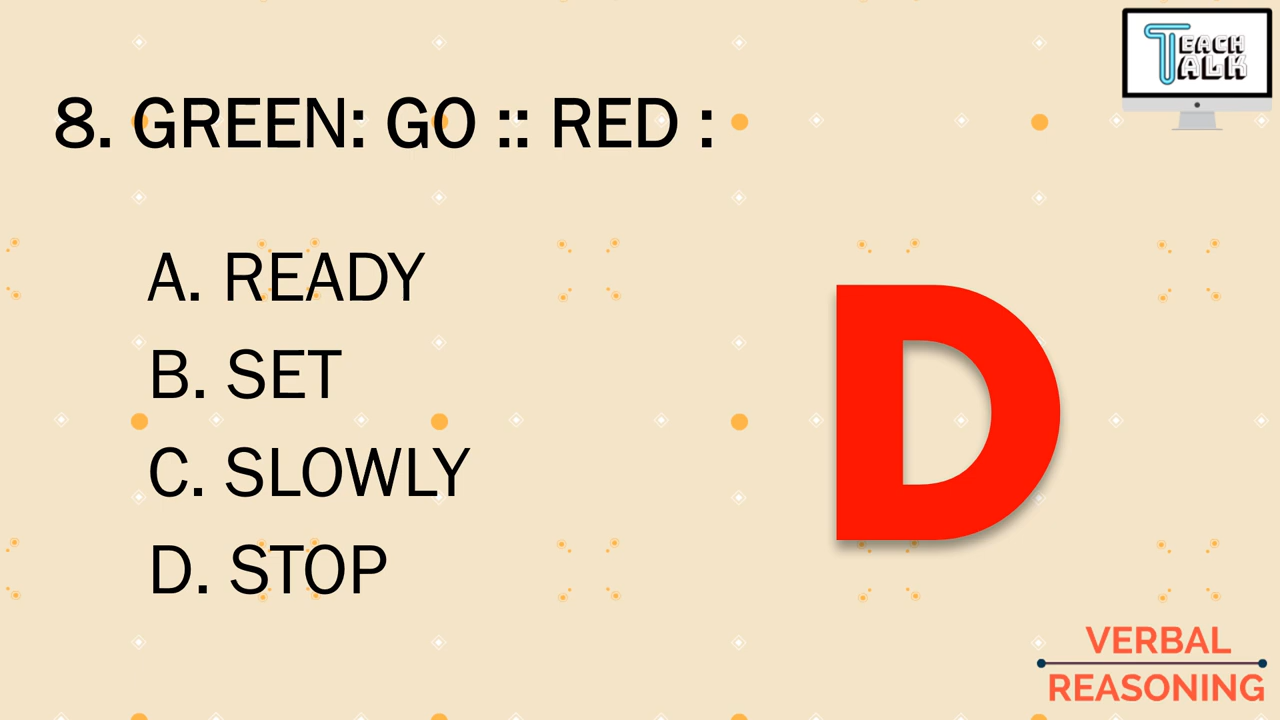 TEACH
TALK
8. GREEN: GO :: RED :
A. READY
B. SET
C. SLOWLY
D. STOP
D
VERBAL
REASONING